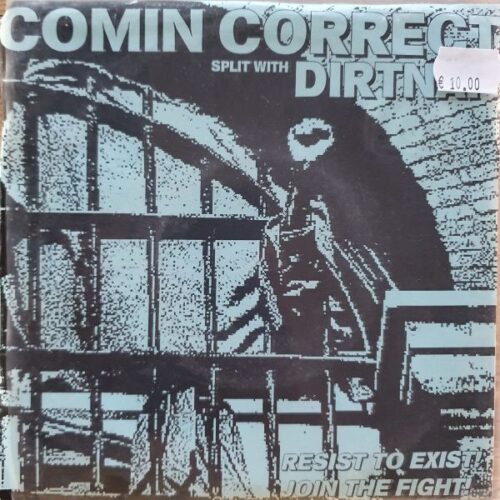 COMIN CORRECT
SPLIT WITH
€ 10.00
RESIST TO EXIST!
JOIN THE FIGHT!